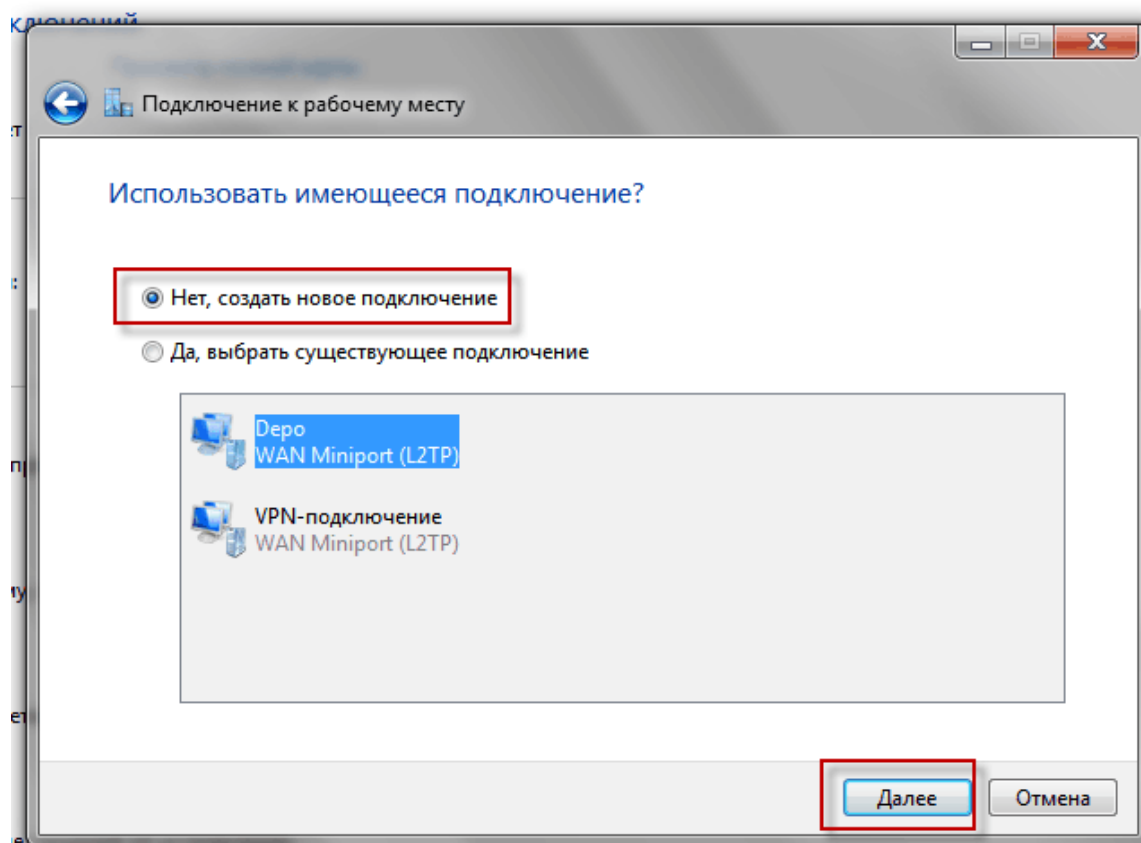 Подключение к рабочему месту
Использовать имеющееся подключение?
Нет, создать новое подключение
Да, выбрать существующее подключение
Depo
WAN Miniport (L2TP)
VPN-подключение
WAN Miniport (L2TP)
Далее
Отмена